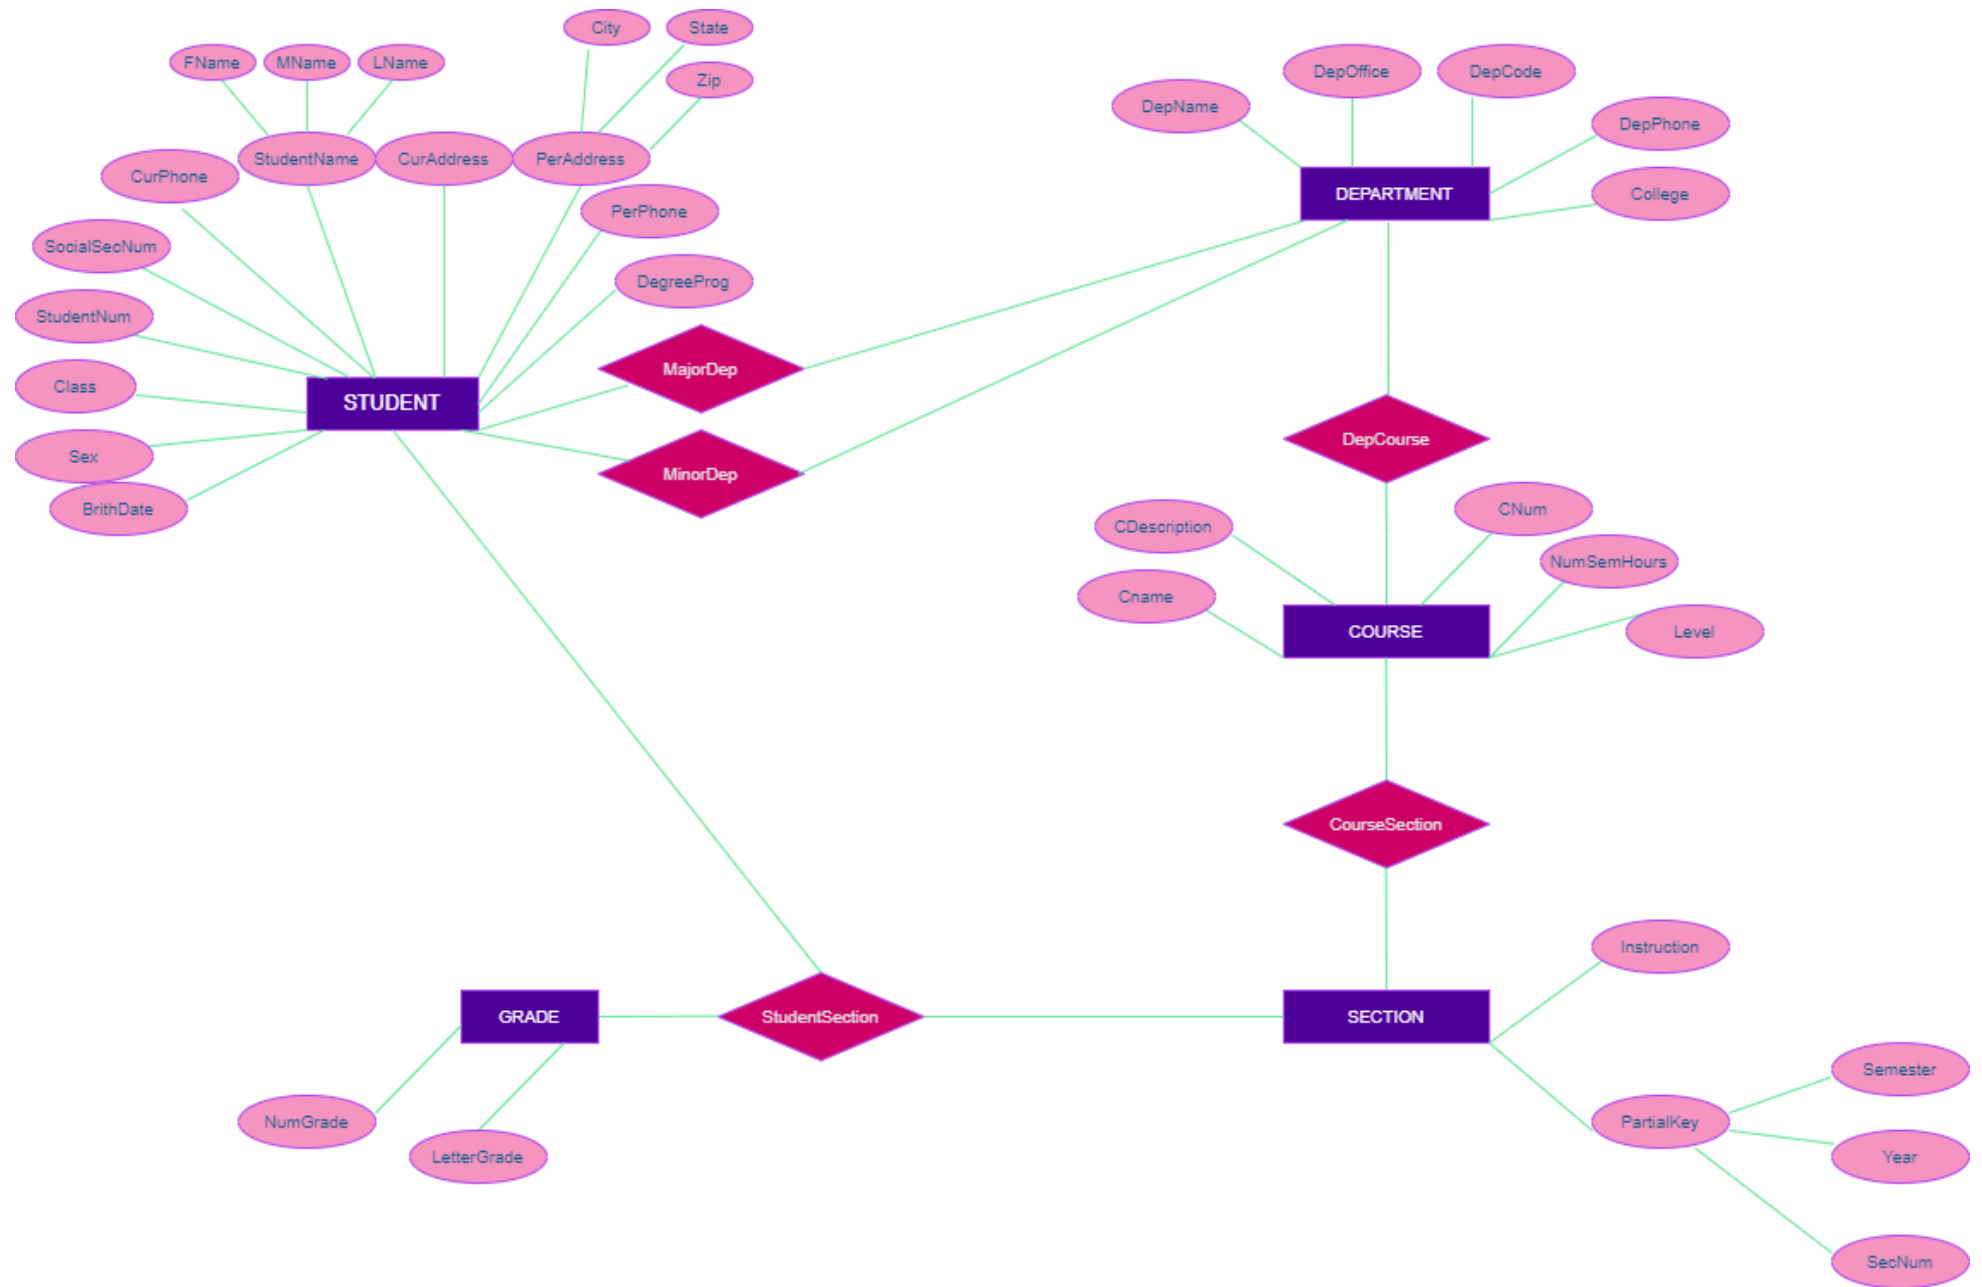 City
State
FName
MName
LName
Zip
DepOffice
DepCode
DepName
DepPhone
StudentName
CurAddress
PerAddress
CurPhone
DEPARTMENT
College
PerPhone
SocialSecNum
DegreeProg
StudentNum
MajorDep
Class
STUDENT
DepCourse
Sex
MinorDep
BrithDate
CDescription
CNum
NumSemHours
Cname
COURSE
Level
CourseSection
Instruction
GRADE
StudentSection
SECTION
Semester
NumGrade
PartialKey
LetterGrade
Year
SecNum